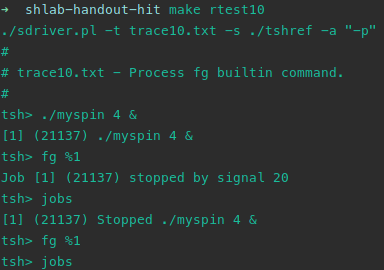 ➜  shlab-handout-hit make rtest10
./sdriver.pl -t trace10.txt -s ./tshref -a "-p"
#
# trace10.txt - Process fg builtin command.
#
tsh> ./myspin 4 &
[1] (21137) ./myspin 4 &
tsh> fg %1
Job [1] (21137) stopped by signal 20
tsh> jobs
[1] (21137) Stopped ./myspin 4 &
tsh> fg %1
tsh> jobs